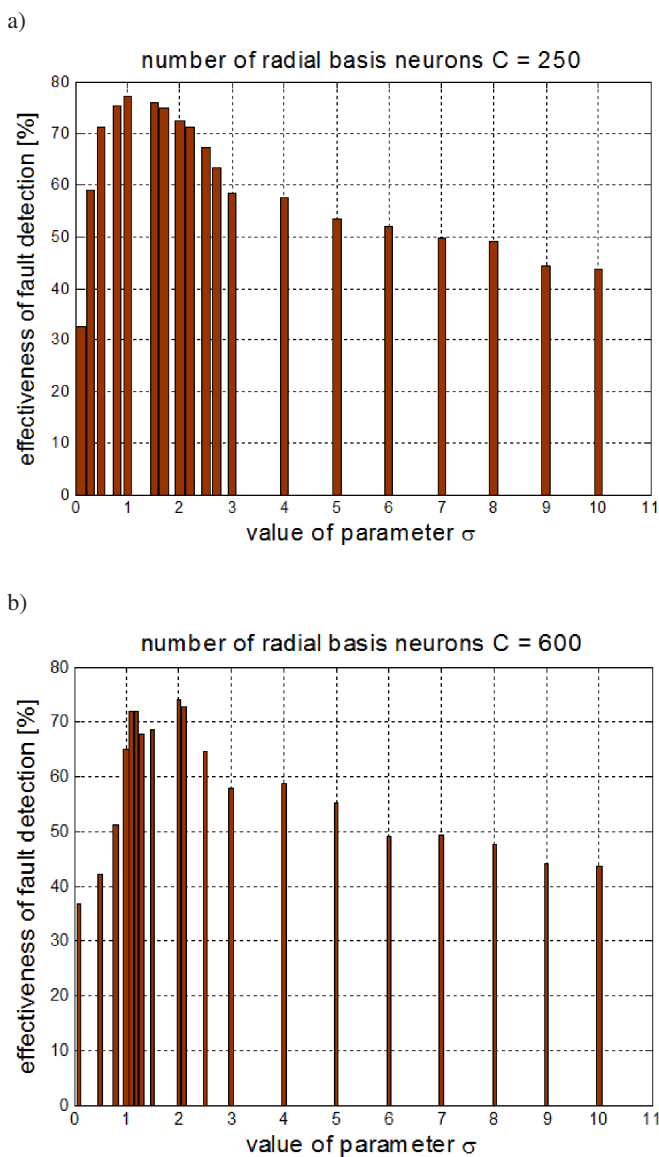 a)
number of radial basis neurons C = 250
effectiveness of fault detection [%]
80
70
60
50
40
30
20
10
0
0 1 2 3 4 5 6 7 8 9 10 11
value of parameter σ
b)
number of radial basis neurons C = 600
effectiveness of fault detection [%]
80
70
60
50
40
30
20
10
0
0 1 2 3 4 5 6 7 8 9 10 11
value of parameter σ